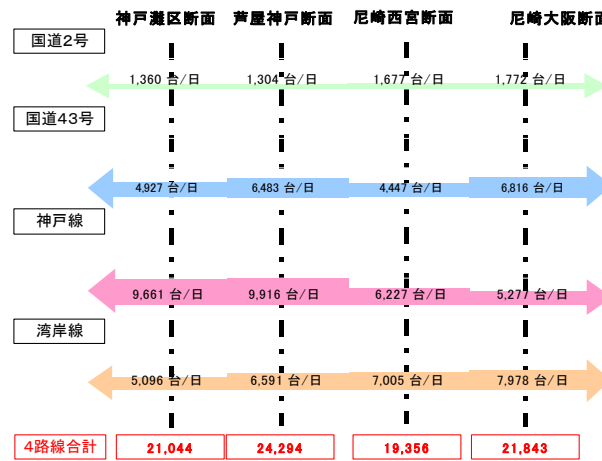 神戸灘区断面 芦屋神戸断面 尼崎西宮断面 尼崎大阪断面
国道2号
1,360 台/日 1,304 台/日 1,677 台/日 1,772 台/日
国道43号
4,927 台/日 6,483 台/日 4,447 台/日 6,816 台/日
神戸線
9,661 台/日 9,916 台/日 6,227 台/日 5,277 台/日
湾岸線
5,096 台/日 6,591 台/日 7,005 台/日 7,978 台/日
4路線合計 21,044 24,294 19,356 21,843